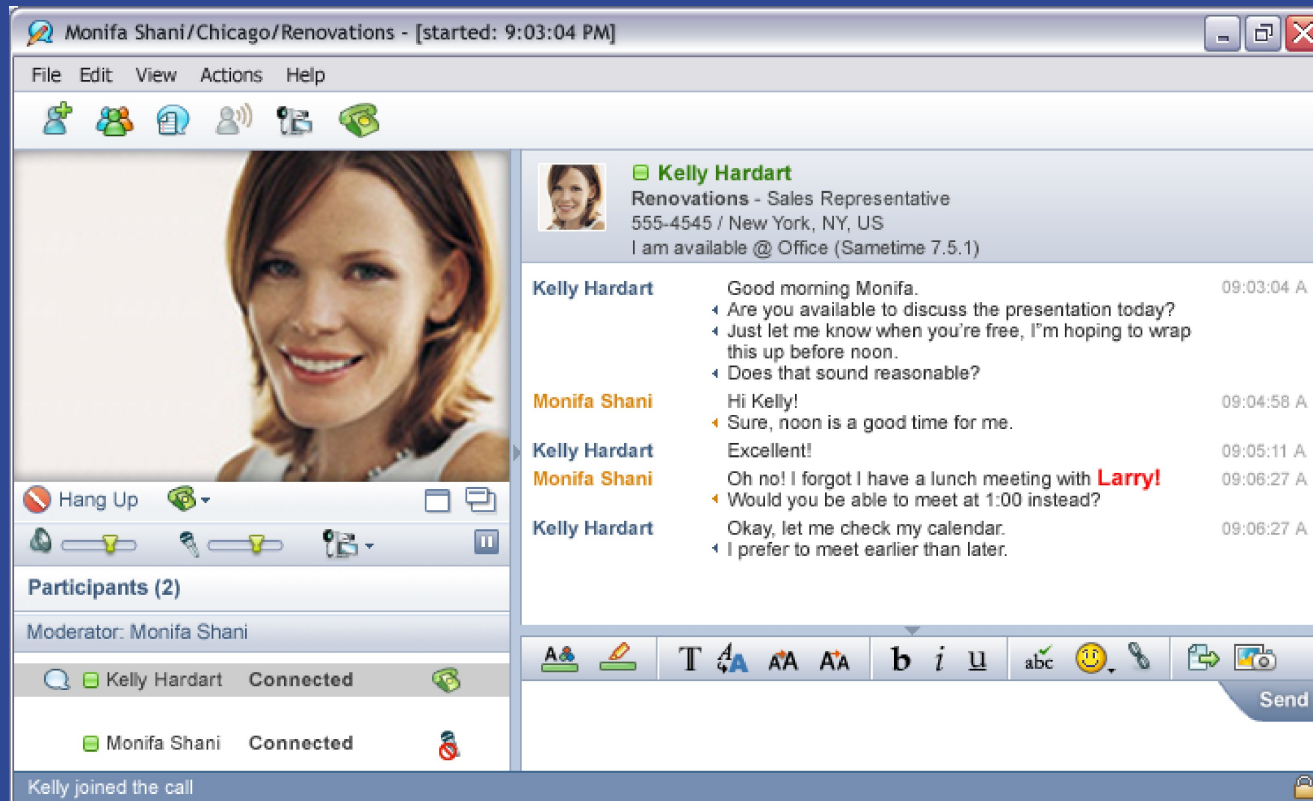 Monifa Shani/Chicago/Renovations - [started: 9:03:04 PM]
File Edit View Actions Help
Kelly Hardart
Renovations - Sales Representative
555-4545 / New York, NY, US
I am available @ Office (Sametime 7.5.1)
Kelly Hardart Good morning Monifa. 09:03:04 A
Are you available to discuss the presentation today?
Just let me know when you're free, I"m hoping to wrap
this up before noon.
Does that sound reasonable?
Monifa Shani Hi Kelly! 09:04:58 A
Sure, noon is a good time for me.
Kelly Hardart Excellent! 09:05:11 A
Monifa Shani Oh no! I forgot I have a lunch meeting with Larry! 09:06:27 A
Would you be able to meet at 1:00 instead?
Kelly Hardart Okay, let me check my calendar. 09:06:27 A
I prefer to meet earlier than later.
Hang Up
Participants (2)
Moderator: Monifa Shani
Kelly Hardart Connected
Monifa Shani Connected
A T AA AA AA b i u abc
Send
Kelly joined the call